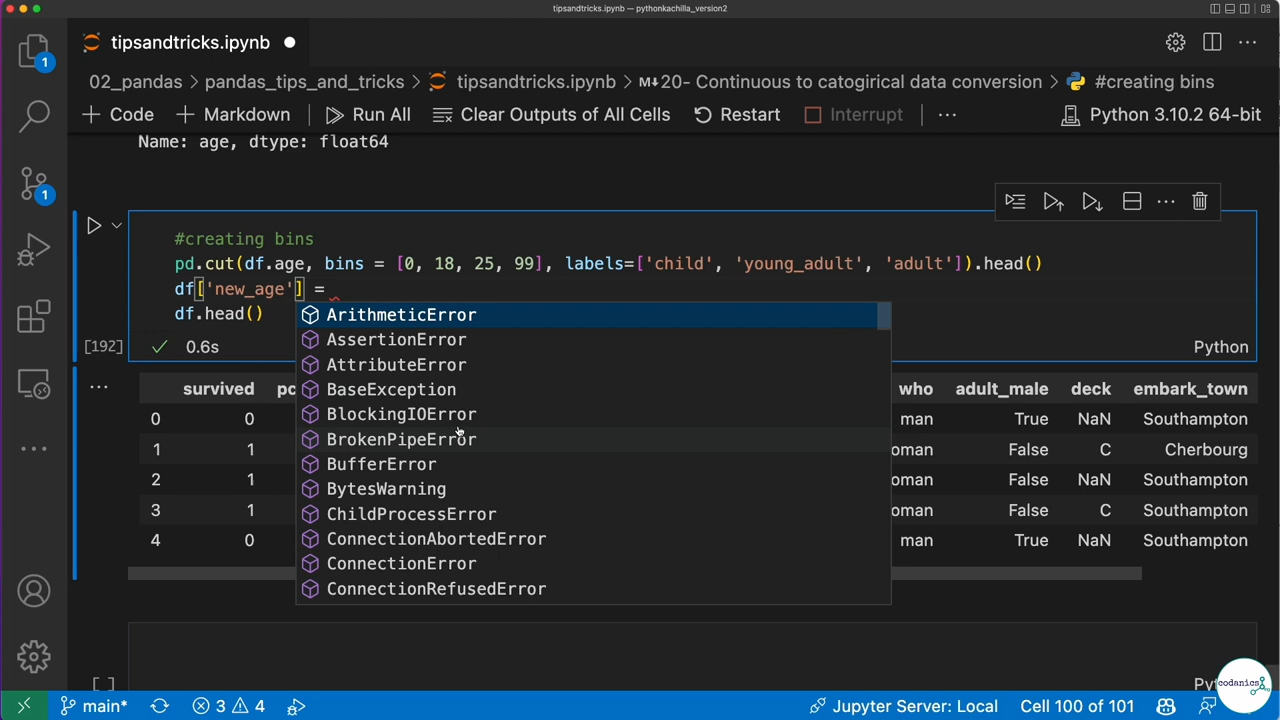 tipsandtricks.ipynb — pythonkachilla_version2
tipsandtricks.ipynb
02_pandas > pandas_tips_and_tricks > tipsandtricks.ipynb > M↓20- Continuous to catogirical data conversion > #creating bins
+ Code + Markdown Run All Clear Outputs of All Cells Restart Interrupt ... Python 3.10.2 64-bit
Name: age, dtype: float64
#creating bins
pd.cut(df.age, bins = [0, 18, 25, 99], labels=['child', 'young_adult', 'adult']).head()
df['new_age'] =
df.head()
[192] 0.6s Python
ArithmeticError
AssertionError
AttributeError
BaseException
BlockingIOError
BrokenPipeError
BufferError
BytesWarning
ChildProcessError
ConnectionAbortedError
ConnectionError
ConnectionRefusedError
survived who adult_male deck embark_town
0 0 man True NaN Southampton
1 1 oman False C Cherbourg
2 1 oman False NaN Southampton
3 1 oman False C Southampton
4 0 man True NaN Southampton
[ ]
1
1
main* 3 4 Jupyter Server: Local Cell 100 of 101
codanics